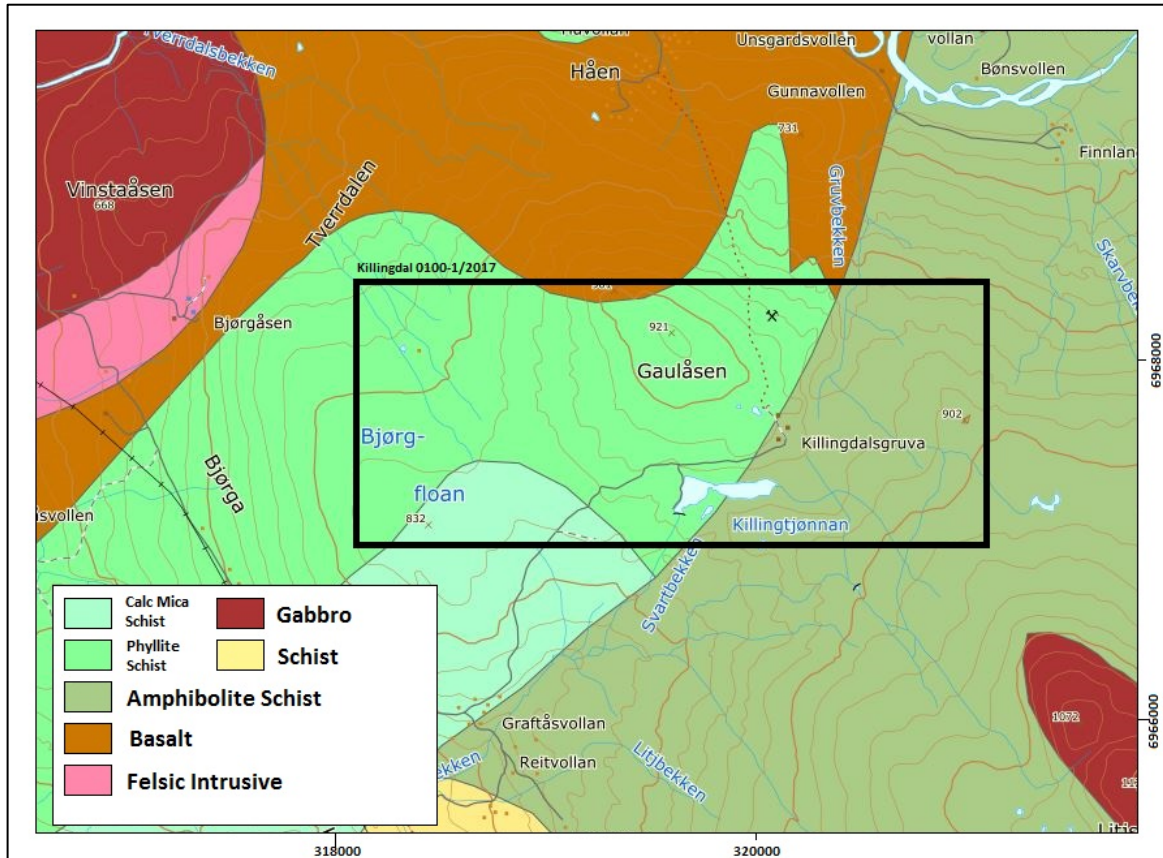 Tverrdalsbekken
Håen
Unsgardsvollen
vollan
Bønsvollen
Gunnavollen
731
Finnlan
Vinstaåsen
668
Tverrdalen
Gruvbekken
Skarvbe
Killingdal 0100-1/2017
Bjørgåsen
921
Gaulåsen
6968000
902
Bjørg-
floan
Killingdalsgruva
Bjørga
832
Killingtjønnan
åsvollen
Svartbekken
Calc Mica
Schist
Gabbro
Phyllite
Schist
Schist
Amphibolite Schist
Basalt
Felsic Intrusive
Graftåsvollan
Reitvollan
Litjbekken
bekken
1072
6966000
318000
320000